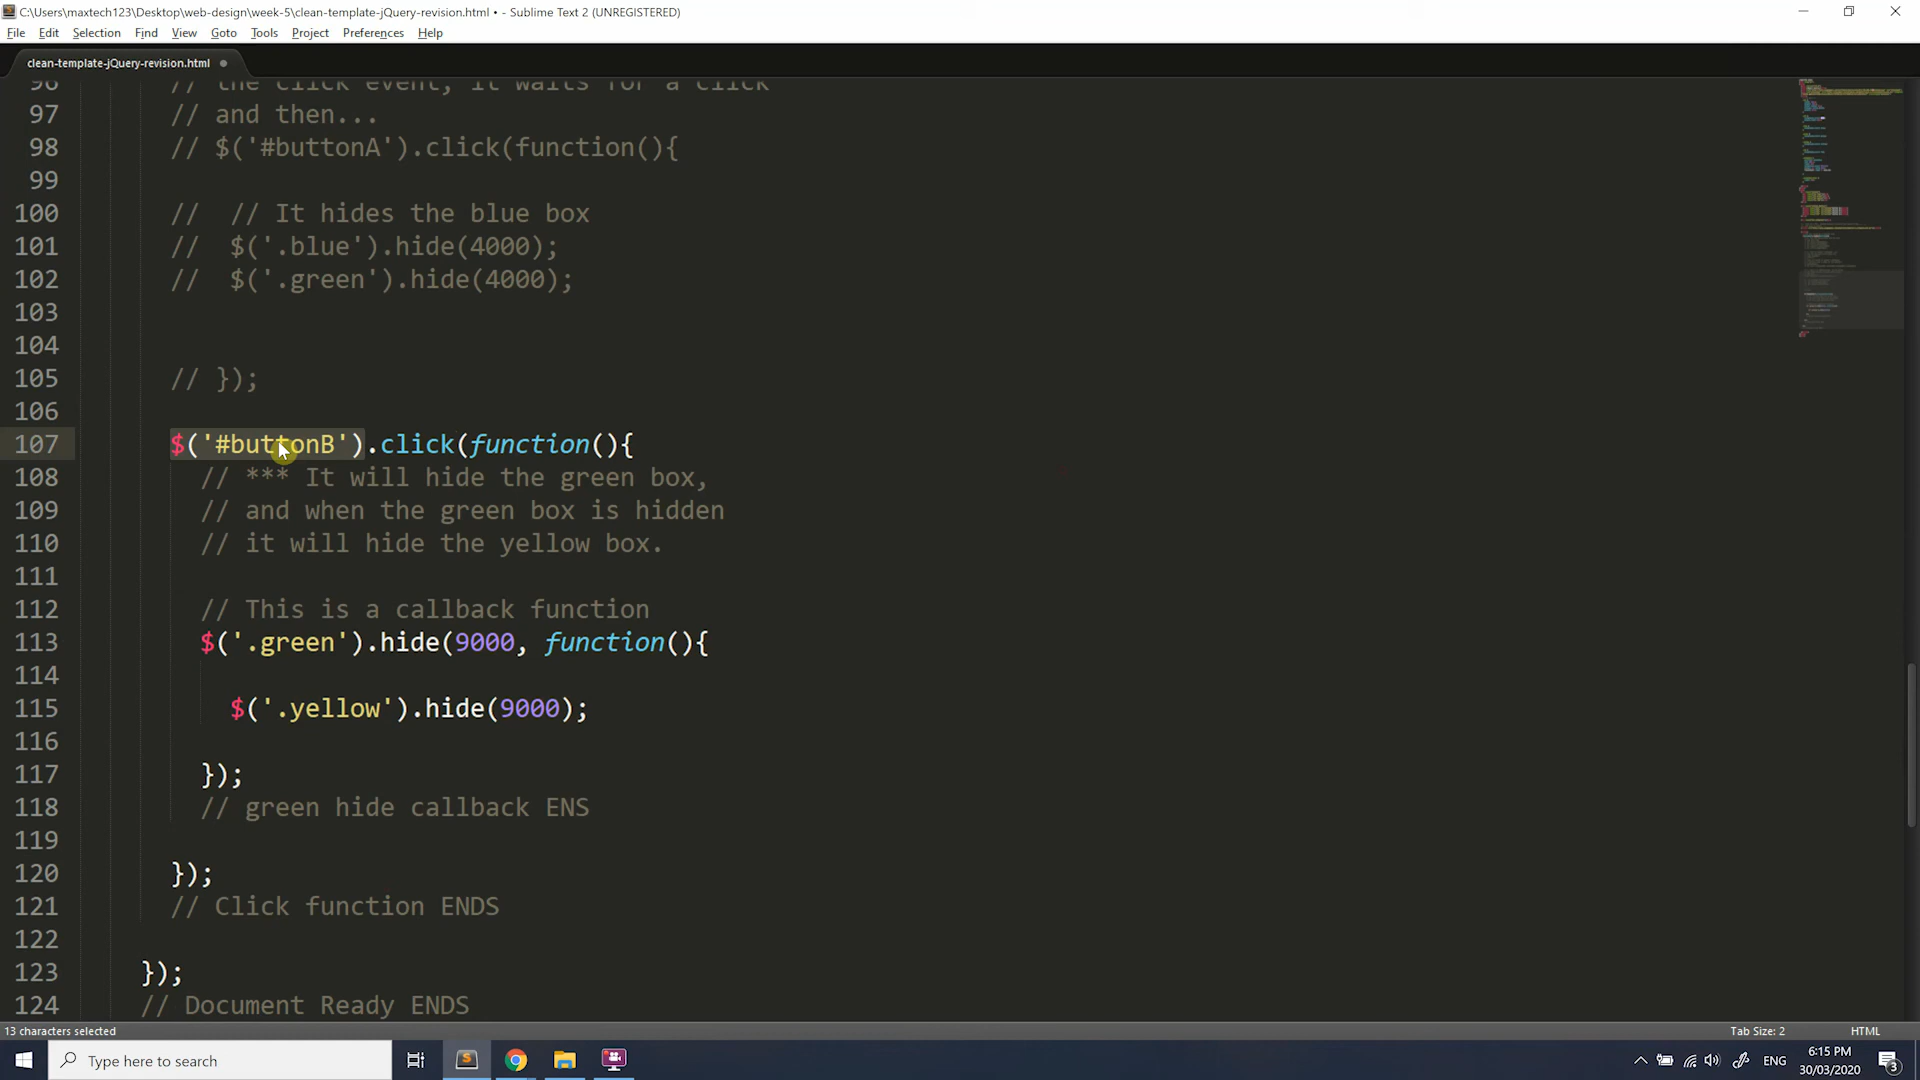 C:\Users\maxtech123\Desktop\web-design\week-5\clean-template-jQuery-revision.html • - Sublime Text 2 (UNREGISTERED)
File Edit Selection Find View Goto Tools Project Preferences Help
clean-template-jQuery-revision.html
96 // the click event, it waits for a click
97 // and then...
98 // $('#buttonA').click(function(){
99
100 // // It hides the blue box
101 // $('.blue').hide(4000);
102 // $('.green').hide(4000);
103
104
105 // });
106
107 $('#buttonB').click(function(){
108 // *** It will hide the green box,
109 // and when the green box is hidden
110 // it will hide the yellow box.
111
112 // This is a callback function
113 $('.green').hide(9000, function(){
114
115 $('.yellow').hide(9000);
116
117 });
118 // green hide callback ENS
119
120 });
121 // Click function ENDS
122
123 });
124 // Document Ready ENDS
13 characters selected Tab Size: 2 HTML
Type here to search ENG 6:15 PM
30/03/2020 3